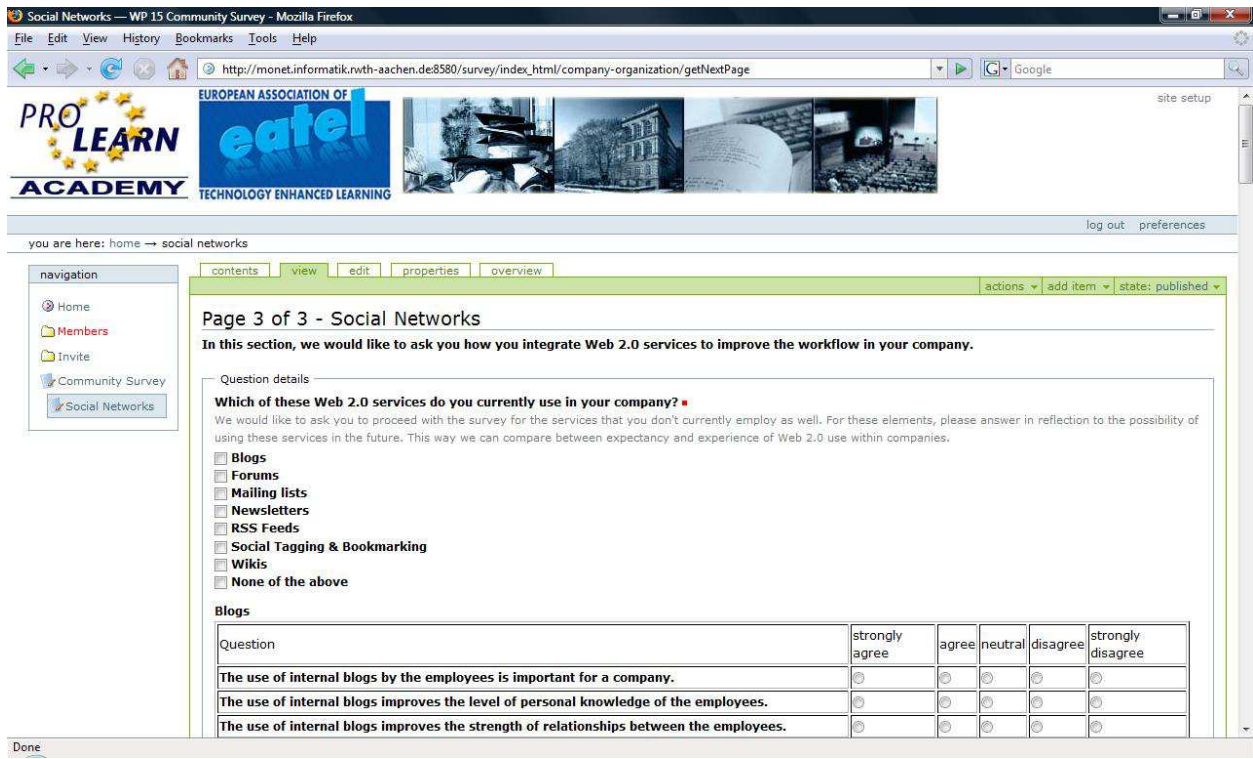 Social Networks — WP 15 Community Survey - Mozilla Firefox
File Edit View History Bookmarks Tools Help
http://monet.informatik.rwth-aachen.de:8580/survey/index_html/company-organization/getNextPage
G Google
PRO LEARN ACADEMY
EUROPEAN ASSOCIATION OF
eatel
TECHNOLOGY ENHANCED LEARNING
site setup
log out preferences
you are here: home → social networks
navigation
Home
Members
Invite
Community Survey
Social Networks
contents view edit properties overview
actions add item state: published
Page 3 of 3 - Social Networks
In this section, we would like to ask you how you integrate Web 2.0 services to improve the workflow in your company.
Question details
Which of these Web 2.0 services do you currently use in your company?
We would like to ask you to proceed with the survey for the services that you don't currently employ as well. For these elements, please answer in reflection to the possibility of
using these services in the future. This way we can compare between expectancy and experience of Web 2.0 use within companies.
Blogs
Forums
Mailing lists
Newsletters
RSS Feeds
Social Tagging & Bookmarking
Wikis
None of the above
Blogs
Question strongly agree agree neutral disagree strongly disagree
The use of internal blogs by the employees is important for a company.
The use of internal blogs improves the level of personal knowledge of the employees.
The use of internal blogs improves the strength of relationships between the employees.
Done